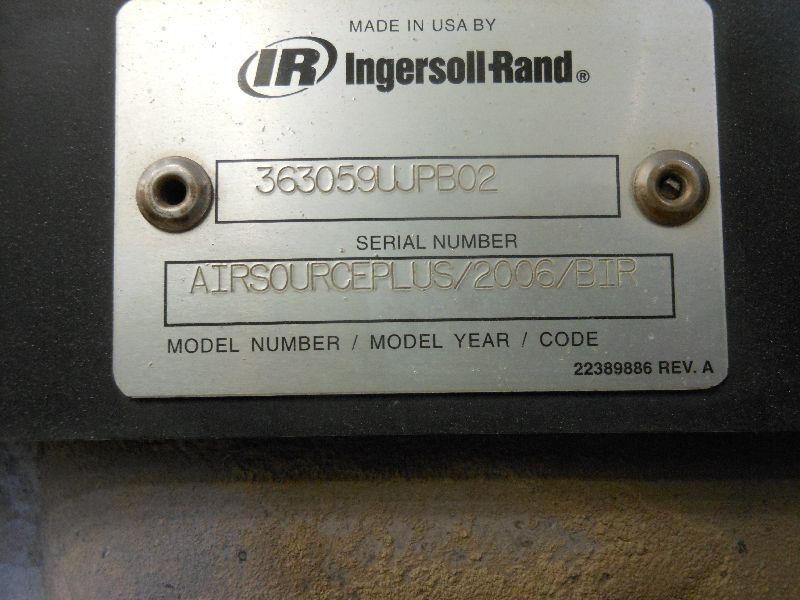 MADE IN USA BY
IR Ingersoll-Rand®
363059UJPB02
SERIAL NUMBER
AIRSOURCEPLUS/2006/BIR
MODEL NUMBER / MODEL YEAR / CODE
22389886 REV. A